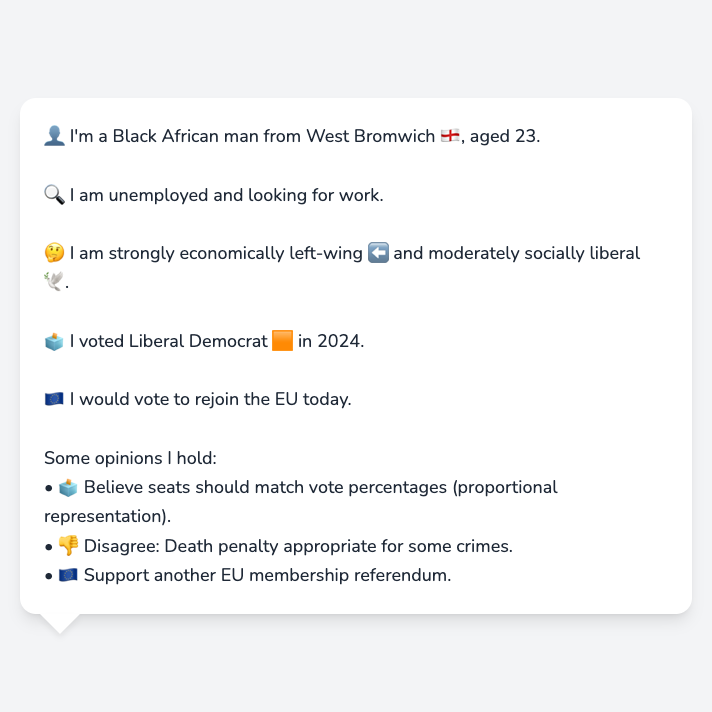 👤 I'm a Black African man from West Bromwich 🏴󠁧󠁢󠁥󠁮󠁧󠁿, aged 23.
🔍 I am unemployed and looking for work.
🤔 I am strongly economically left-wing ⬅️ and moderately socially liberal
🕊️.
🗳️ I voted Liberal Democrat 🟧 in 2024.
🇪🇺 I would vote to rejoin the EU today.
Some opinions I hold:
• 🗳️ Believe seats should match vote percentages (proportional
representation).
• 👎 Disagree: Death penalty appropriate for some crimes.
• 🇪🇺 Support another EU membership referendum.